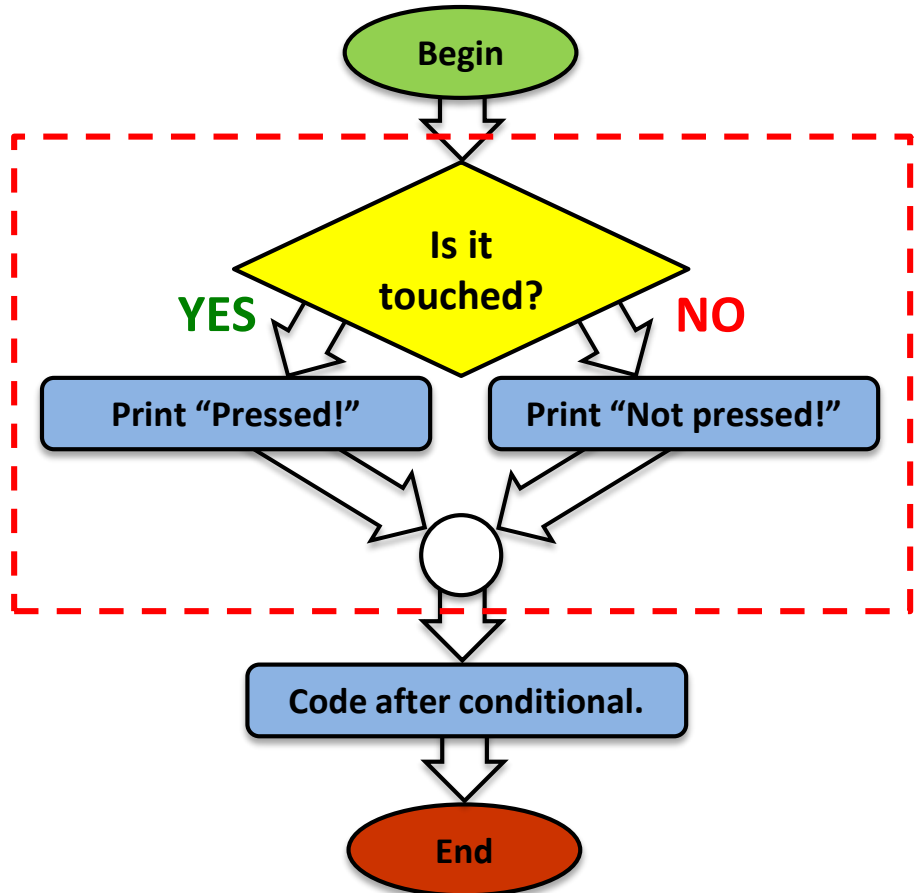 Begin
Is it
touched?
YES
NO
Print “Pressed!”
Print “Not pressed!”
Code after conditional.
End